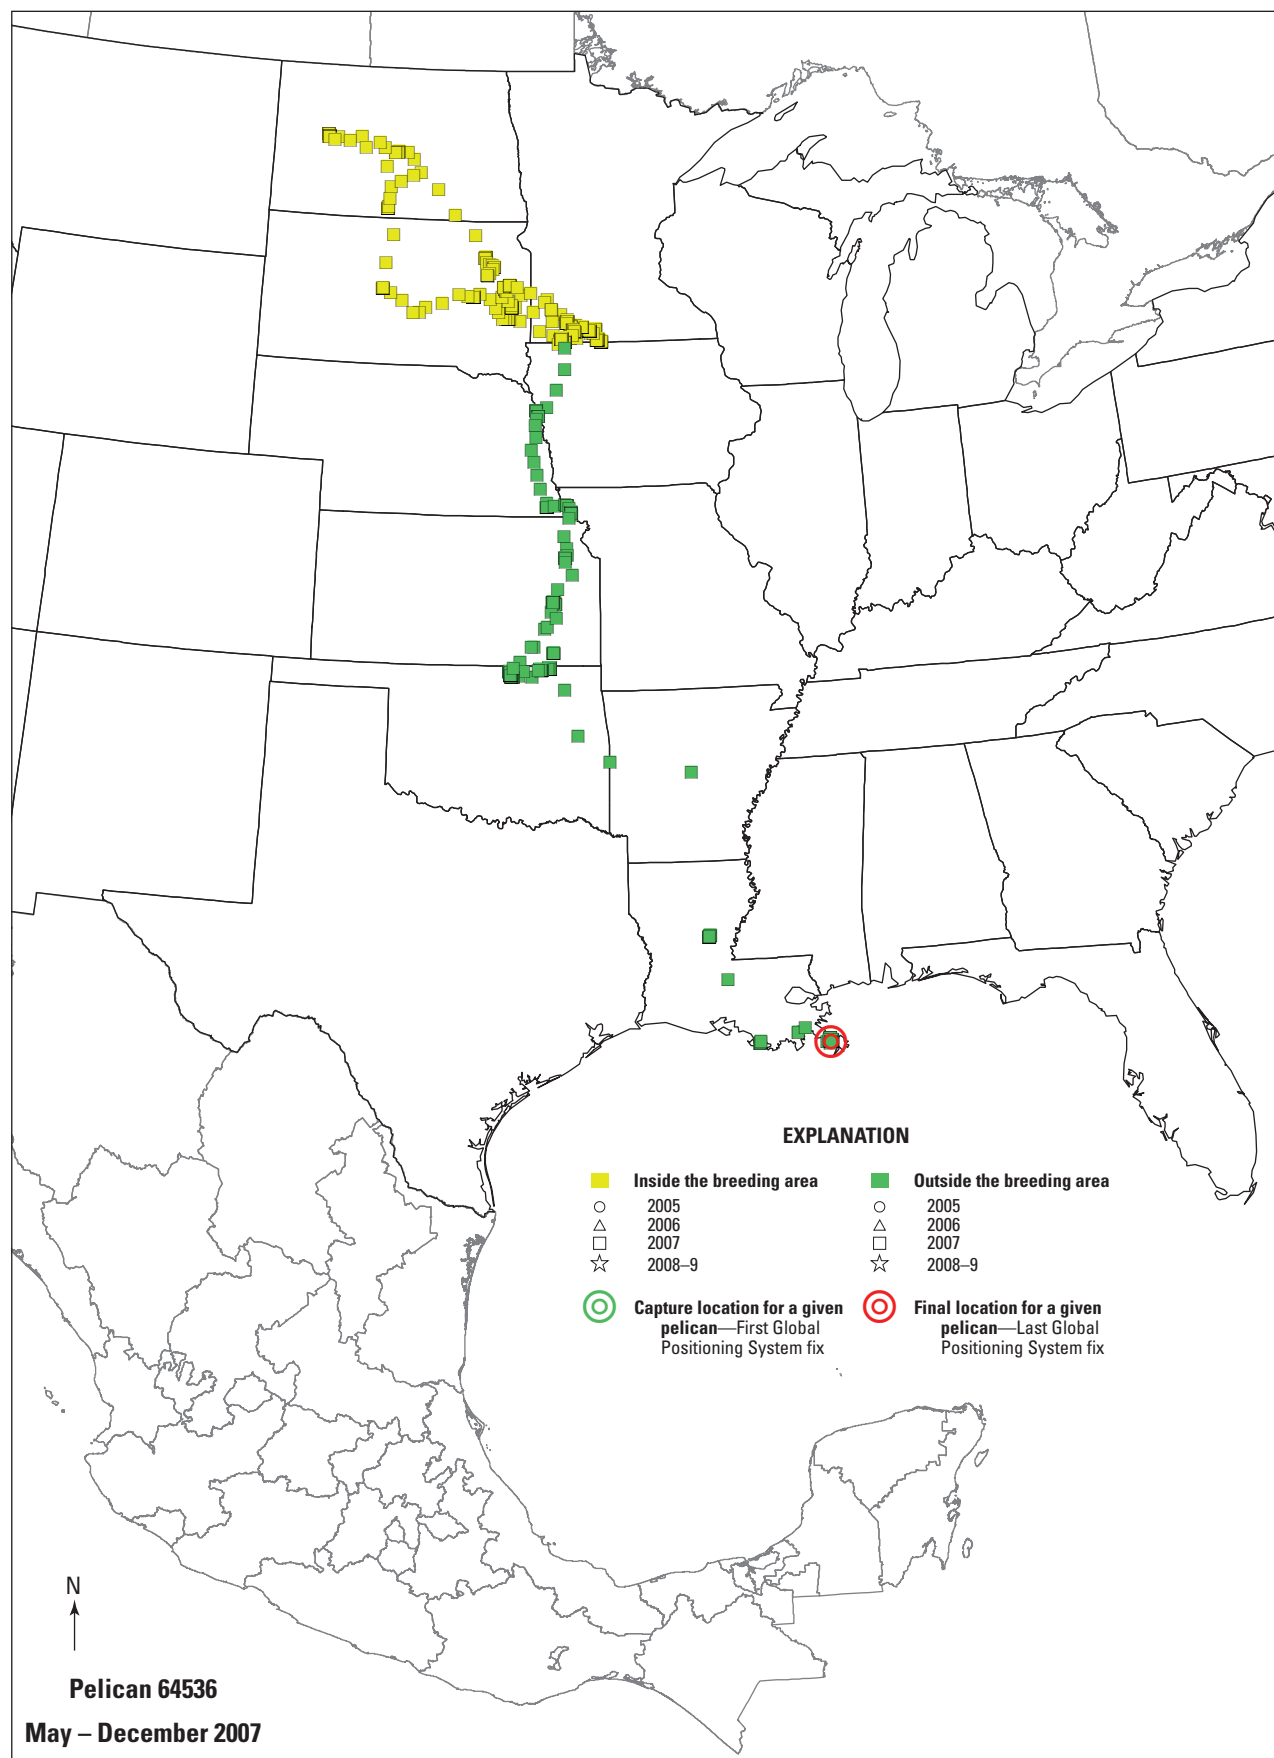 EXPLANATION
Inside the breeding area
2005
2006
2007
2008–9
Capture location for a given
pelican—First Global
Positioning System fix
Outside the breeding area
2005
2006
2007
2008–9
Final location for a given
pelican—Last Global
Positioning System fix
N
Pelican 64536
May – December 2007